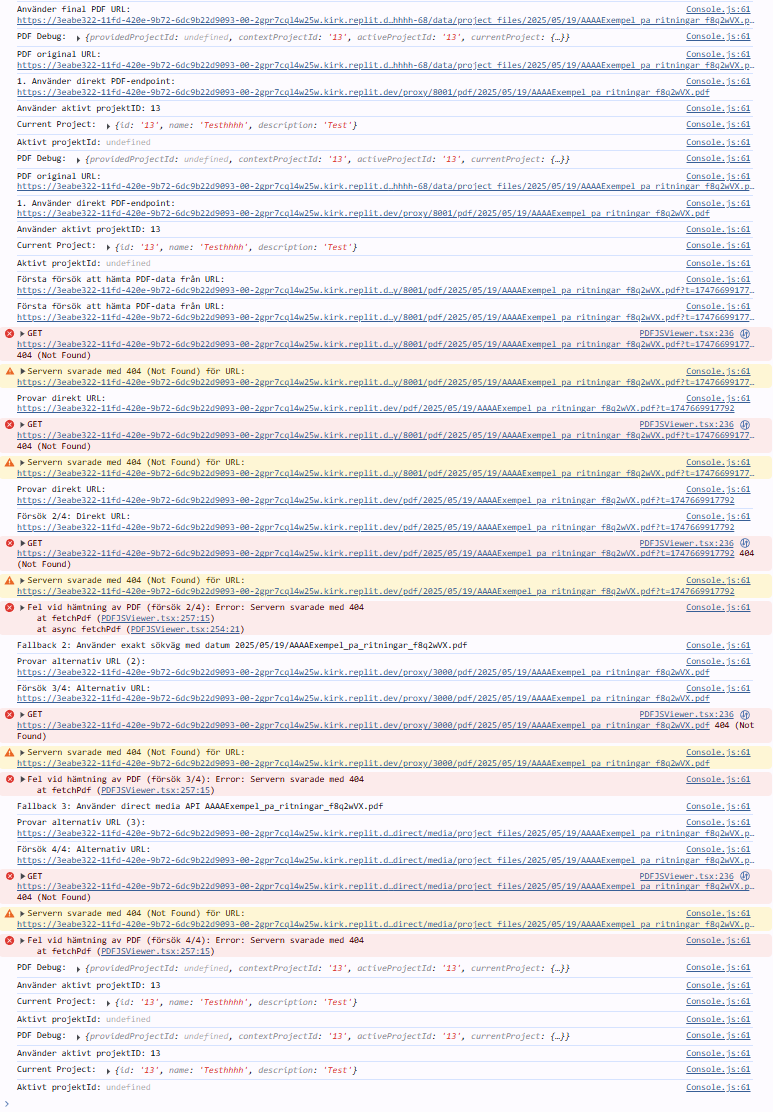 Använder final PDF URL: Console.js:61
https://3eabe322-11fd-420e-9b72-6dc9b22d9093-00-2gpr7cql4w25w.kirk.replit.d…hhhh-68/data/project_files/2025/05/19/AAAAExempel_pa_ritningar_f8q2wVX.p…
PDF Debug: {providedProjectId: undefined, contextProjectId: '13', activeProjectId: '13', currentProject: {…}} Console.js:61
PDF original URL: Console.js:61
https://3eabe322-11fd-420e-9b72-6dc9b22d9093-00-2gpr7cql4w25w.kirk.replit.d…hhhh-68/data/project_files/2025/05/19/AAAAExempel_pa_ritningar_f8q2wVX.p…
1. Använder direkt PDF-endpoint: Console.js:61
https://3eabe322-11fd-420e-9b72-6dc9b22d9093-00-2gpr7cql4w25w.kirk.replit.dev/proxy/8001/pdf/2025/05/19/AAAAExempel_pa_ritningar_f8q2wVX.pdf
Använder aktivt projektID: 13 Console.js:61
Current Project: {id: '13', name: 'Testhhhh', description: 'Test'} Console.js:61
Aktivt projektId: undefined Console.js:61
PDF Debug: {providedProjectId: undefined, contextProjectId: '13', activeProjectId: '13', currentProject: {…}} Console.js:61
PDF original URL: Console.js:61
https://3eabe322-11fd-420e-9b72-6dc9b22d9093-00-2gpr7cql4w25w.kirk.replit.d…hhhh-68/data/project_files/2025/05/19/AAAAExempel_pa_ritningar_f8q2wVX.p…
1. Använder direkt PDF-endpoint: Console.js:61
https://3eabe322-11fd-420e-9b72-6dc9b22d9093-00-2gpr7cql4w25w.kirk.replit.dev/proxy/8001/pdf/2025/05/19/AAAAExempel_pa_ritningar_f8q2wVX.pdf
Använder aktivt projektID: 13 Console.js:61
Current Project: {id: '13', name: 'Testhhhh', description: 'Test'} Console.js:61
Aktivt projektId: undefined Console.js:61
Första försök att hämta PDF-data från URL: Console.js:61
https://3eabe322-11fd-420e-9b72-6dc9b22d9093-00-2gpr7cql4w25w.kirk.replit.d…y/8001/pdf/2025/05/19/AAAAExempel_pa_ritningar_f8q2wVX.pdf?t=17476699177…
Första försök att hämta PDF-data från URL: Console.js:61
https://3eabe322-11fd-420e-9b72-6dc9b22d9093-00-2gpr7cql4w25w.kirk.replit.d…y/8001/pdf/2025/05/19/AAAAExempel_pa_ritningar_f8q2wVX.pdf?t=17476699177…
GET PDFJSViewer.tsx:236
https://3eabe322-11fd-420e-9b72-6dc9b22d9093-00-2gpr7cql4w25w.kirk.replit.d…y/8001/pdf/2025/05/19/AAAAExempel_pa_ritningar_f8q2wVX.pdf?t=17476699177…
404 (Not Found)
Servern svarade med 404 (Not Found) för URL: Console.js:61
https://3eabe322-11fd-420e-9b72-6dc9b22d9093-00-2gpr7cql4w25w.kirk.replit.d…y/8001/pdf/2025/05/19/AAAAExempel_pa_ritningar_f8q2wVX.pdf?t=17476699177…
Provar direkt URL: Console.js:61
https://3eabe322-11fd-420e-9b72-6dc9b22d9093-00-2gpr7cql4w25w.kirk.replit.dev/pdf/2025/05/19/AAAAExempel_pa_ritningar_f8q2wVX.pdf?t=1747669917792
GET PDFJSViewer.tsx:236
https://3eabe322-11fd-420e-9b72-6dc9b22d9093-00-2gpr7cql4w25w.kirk.replit.d…y/8001/pdf/2025/05/19/AAAAExempel_pa_ritningar_f8q2wVX.pdf?t=17476699177…
404 (Not Found)
Servern svarade med 404 (Not Found) för URL: Console.js:61
https://3eabe322-11fd-420e-9b72-6dc9b22d9093-00-2gpr7cql4w25w.kirk.replit.d…y/8001/pdf/2025/05/19/AAAAExempel_pa_ritningar_f8q2wVX.pdf?t=17476699177…
Provar direkt URL: Console.js:61
https://3eabe322-11fd-420e-9b72-6dc9b22d9093-00-2gpr7cql4w25w.kirk.replit.dev/pdf/2025/05/19/AAAAExempel_pa_ritningar_f8q2wVX.pdf?t=1747669917792
Försök 2/4: Direkt URL: Console.js:61
https://3eabe322-11fd-420e-9b72-6dc9b22d9093-00-2gpr7cql4w25w.kirk.replit.dev/pdf/2025/05/19/AAAAExempel_pa_ritningar_f8q2wVX.pdf?t=1747669917792
GET PDFJSViewer.tsx:236
https://3eabe322-11fd-420e-9b72-6dc9b22d9093-00-2gpr7cql4w25w.kirk.replit.dev/pdf/2025/05/19/AAAAExempel_pa_ritningar_f8q2wVX.pdf?t=1747669917792 404
(Not Found)
Servern svarade med 404 (Not Found) för URL: Console.js:61
https://3eabe322-11fd-420e-9b72-6dc9b22d9093-00-2gpr7cql4w25w.kirk.replit.dev/pdf/2025/05/19/AAAAExempel_pa_ritningar_f8q2wVX.pdf?t=1747669917792
Fel vid hämtning av PDF (försök 2/4): Error: Servern svarade med 404 Console.js:61
at fetchPdf (PDFJSViewer.tsx:257:15)
at async fetchPdf (PDFJSViewer.tsx:254:21)
Fallback 2: Använder exakt sökväg med datum 2025/05/19/AAAAExempel_pa_ritningar_f8q2wVX.pdf Console.js:61
Provar alternativ URL (2): Console.js:61
https://3eabe322-11fd-420e-9b72-6dc9b22d9093-00-2gpr7cql4w25w.kirk.replit.dev/proxy/3000/pdf/2025/05/19/AAAAExempel_pa_ritningar_f8q2wVX.pdf
Försök 3/4: Alternativ URL: Console.js:61
https://3eabe322-11fd-420e-9b72-6dc9b22d9093-00-2gpr7cql4w25w.kirk.replit.dev/proxy/3000/pdf/2025/05/19/AAAAExempel_pa_ritningar_f8q2wVX.pdf
GET PDFJSViewer.tsx:236
https://3eabe322-11fd-420e-9b72-6dc9b22d9093-00-2gpr7cql4w25w.kirk.replit.dev/proxy/3000/pdf/2025/05/19/AAAAExempel_pa_ritningar_f8q2wVX.pdf 404 (Not
Found)
Servern svarade med 404 (Not Found) för URL: Console.js:61
https://3eabe322-11fd-420e-9b72-6dc9b22d9093-00-2gpr7cql4w25w.kirk.replit.dev/proxy/3000/pdf/2025/05/19/AAAAExempel_pa_ritningar_f8q2wVX.pdf
Fel vid hämtning av PDF (försök 3/4): Error: Servern svarade med 404 Console.js:61
at fetchPdf (PDFJSViewer.tsx:257:15)
Fallback 3: Använder direct media API AAAAExempel_pa_ritningar_f8q2wVX.pdf Console.js:61
Provar alternativ URL (3): Console.js:61
https://3eabe322-11fd-420e-9b72-6dc9b22d9093-00-2gpr7cql4w25w.kirk.replit.d…direct/media/project_files/2025/05/19/AAAAExempel_pa_ritningar_f8q2wVX.p…
Försök 4/4: Alternativ URL: Console.js:61
https://3eabe322-11fd-420e-9b72-6dc9b22d9093-00-2gpr7cql4w25w.kirk.replit.d…direct/media/project_files/2025/05/19/AAAAExempel_pa_ritningar_f8q2wVX.p…
GET PDFJSViewer.tsx:236
https://3eabe322-11fd-420e-9b72-6dc9b22d9093-00-2gpr7cql4w25w.kirk.replit.d…direct/media/project_files/2025/05/19/AAAAExempel_pa_ritningar_f8q2wVX.p…
404 (Not Found)
Servern svarade med 404 (Not Found) för URL: Console.js:61
https://3eabe322-11fd-420e-9b72-6dc9b22d9093-00-2gpr7cql4w25w.kirk.replit.d…direct/media/project_files/2025/05/19/AAAAExempel_pa_ritningar_f8q2wVX.p…
Fel vid hämtning av PDF (försök 4/4): Error: Servern svarade med 404 Console.js:61
at fetchPdf (PDFJSViewer.tsx:257:15)
PDF Debug: {providedProjectId: undefined, contextProjectId: '13', activeProjectId: '13', currentProject: {…}} Console.js:61
Använder aktivt projektID: 13 Console.js:61
Current Project: {id: '13', name: 'Testhhhh', description: 'Test'} Console.js:61
Aktivt projektId: undefined Console.js:61
PDF Debug: {providedProjectId: undefined, contextProjectId: '13', activeProjectId: '13', currentProject: {…}} Console.js:61
Använder aktivt projektID: 13 Console.js:61
Current Project: {id: '13', name: 'Testhhhh', description: 'Test'} Console.js:61
Aktivt projektId: undefined Console.js:61